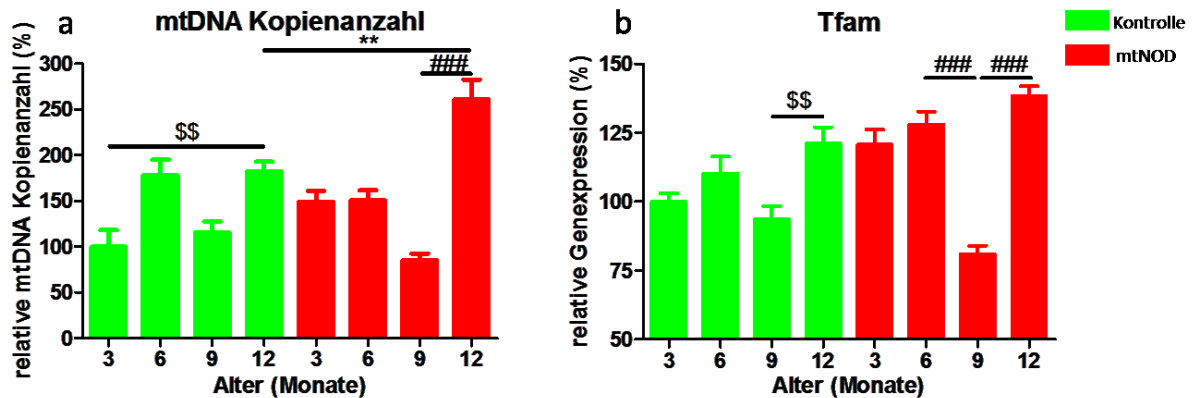 a
mtDNA Kopienanzahl
relative mtDNA Kopienanzahl (%)
300
250
200
150
100
50
0
$$
**
###
3 6 9 12 3 6 9 12
Alter (Monate)
b
Tfam
relative Genexpression (%)
150
125
100
75
50
$$
### ###
3 6 9 12 3 6 9 12
Alter (Monate)
Kontrolle
mtNOD